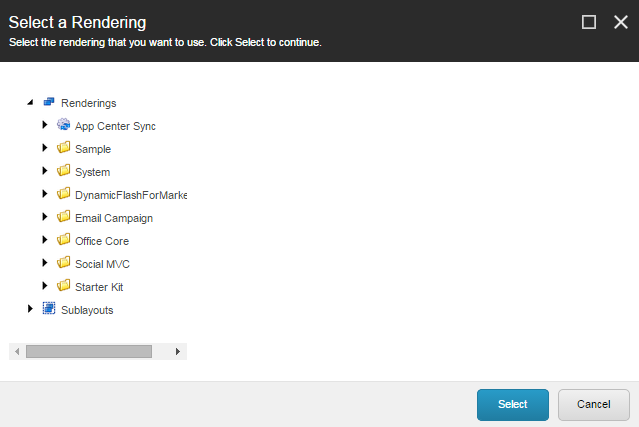 Select a Rendering
Select the rendering that you want to use. Click Select to continue.
Renderings
App Center Sync
Sample
System
DynamicFlashForMarke
Email Campaign
Office Core
Social MVC
Starter Kit
Sublayouts
Select
Cancel